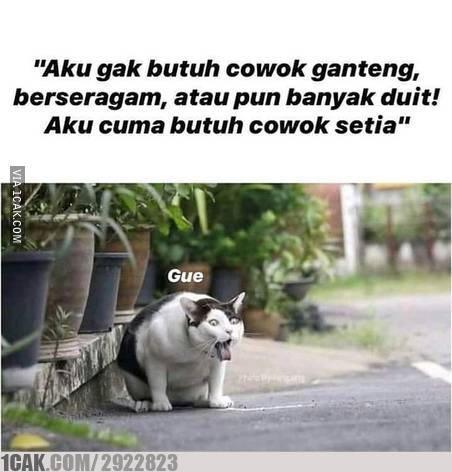 "Aku gak butuh cowok ganteng,
berseragam, atau pun banyak duit!
Aku cuma butuh cowok setia"
VIA 1CAK.COM
Gue
1CAK.COM/2922823